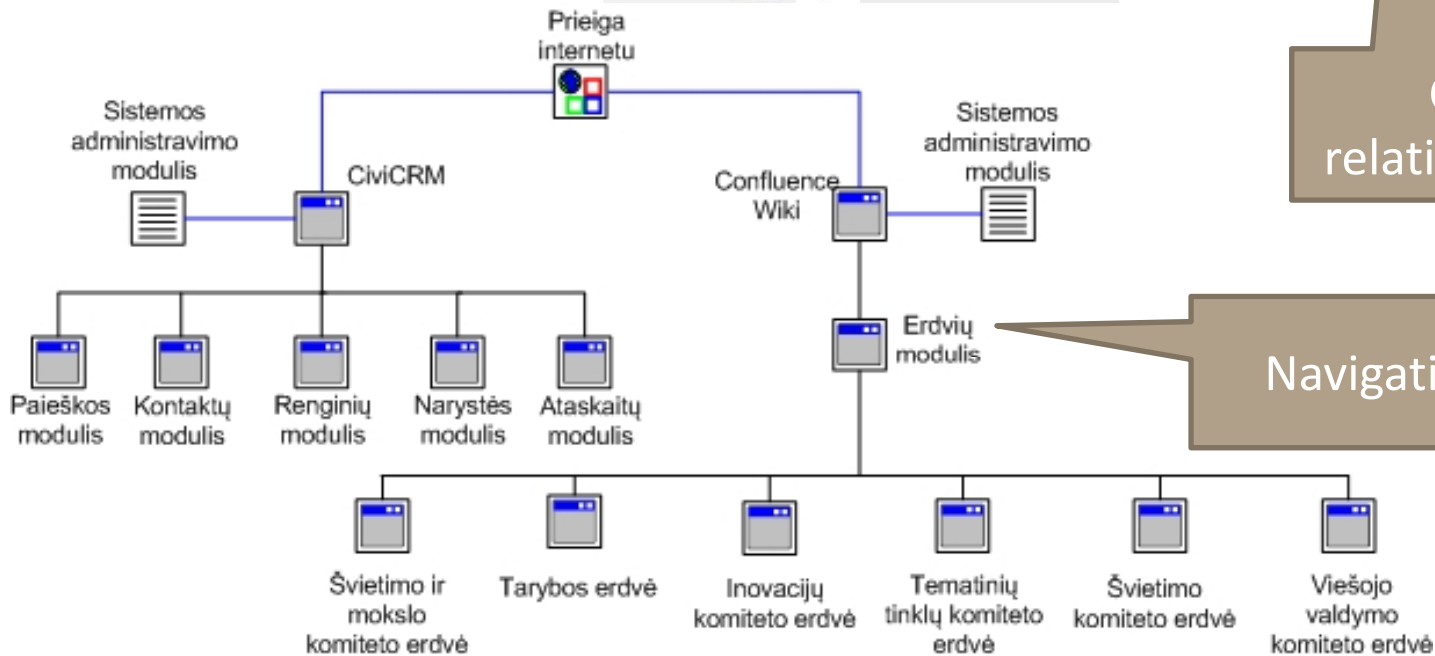 Prieiga
internetu
Sistemos
administravimo
modulis
CiviCRM
Confluence
Wiki
Sistemos
administravimo
modulis
Erdvių
modulis
Paieškos
modulis
Kontaktų
modulis
Renginių
modulis
Narystės
modulis
Ataskaitų
modulis
Švietimo ir
mokslo
komiteto erdvė
Tarybos erdvė
Inovacijų
komiteto erdvė
Tematinių
tinklų komiteto
erdvė
Švietimo
komiteto erdvė
Viešojo
valdymo
komiteto erdvė
relati
Navigati